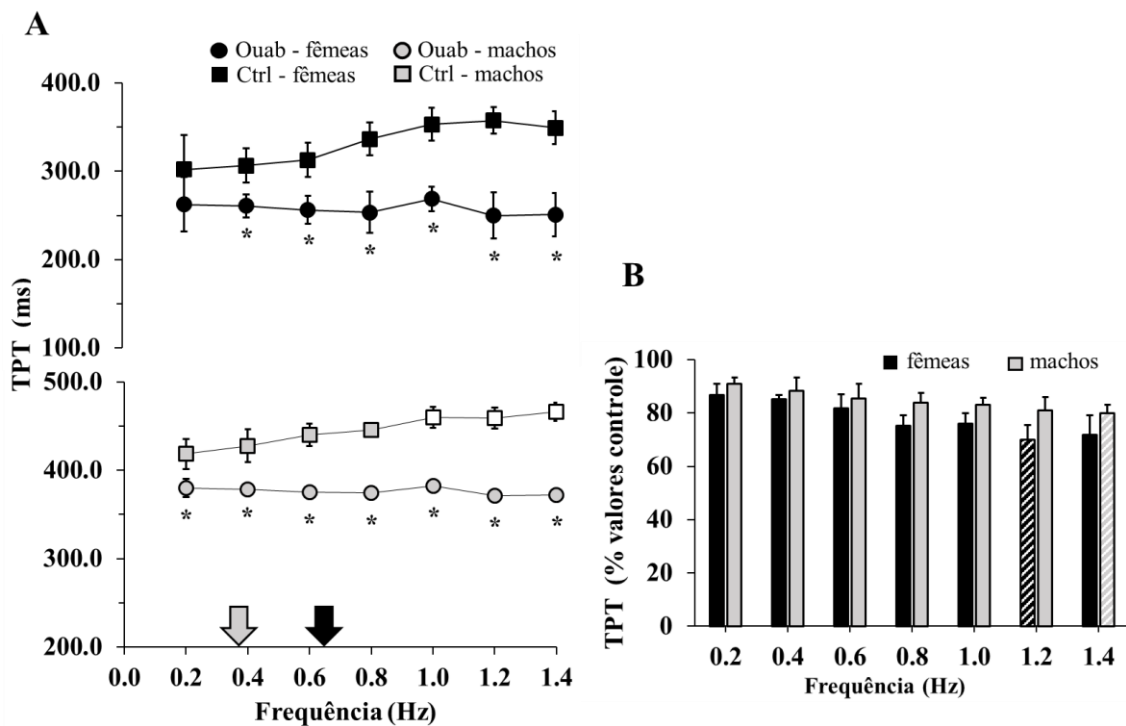 A
Ouab - fêmeas Ouab - machos
Ctrl - fêmeas Ctrl - machos
400.0
300.0
200.0
100.0
* * * * * *
TPT (ms)
500.0
400.0
300.0
200.0
* * * * * * *
0.0 0.2 0.4 0.6 0.8 1.0 1.2 1.4
Frequência (Hz)
B
fêmeas machos
TPT (% valores controle)
100
80
60
40
20
0
0.2 0.4 0.6 0.8 1.0 1.2 1.4
Frequência (Hz)